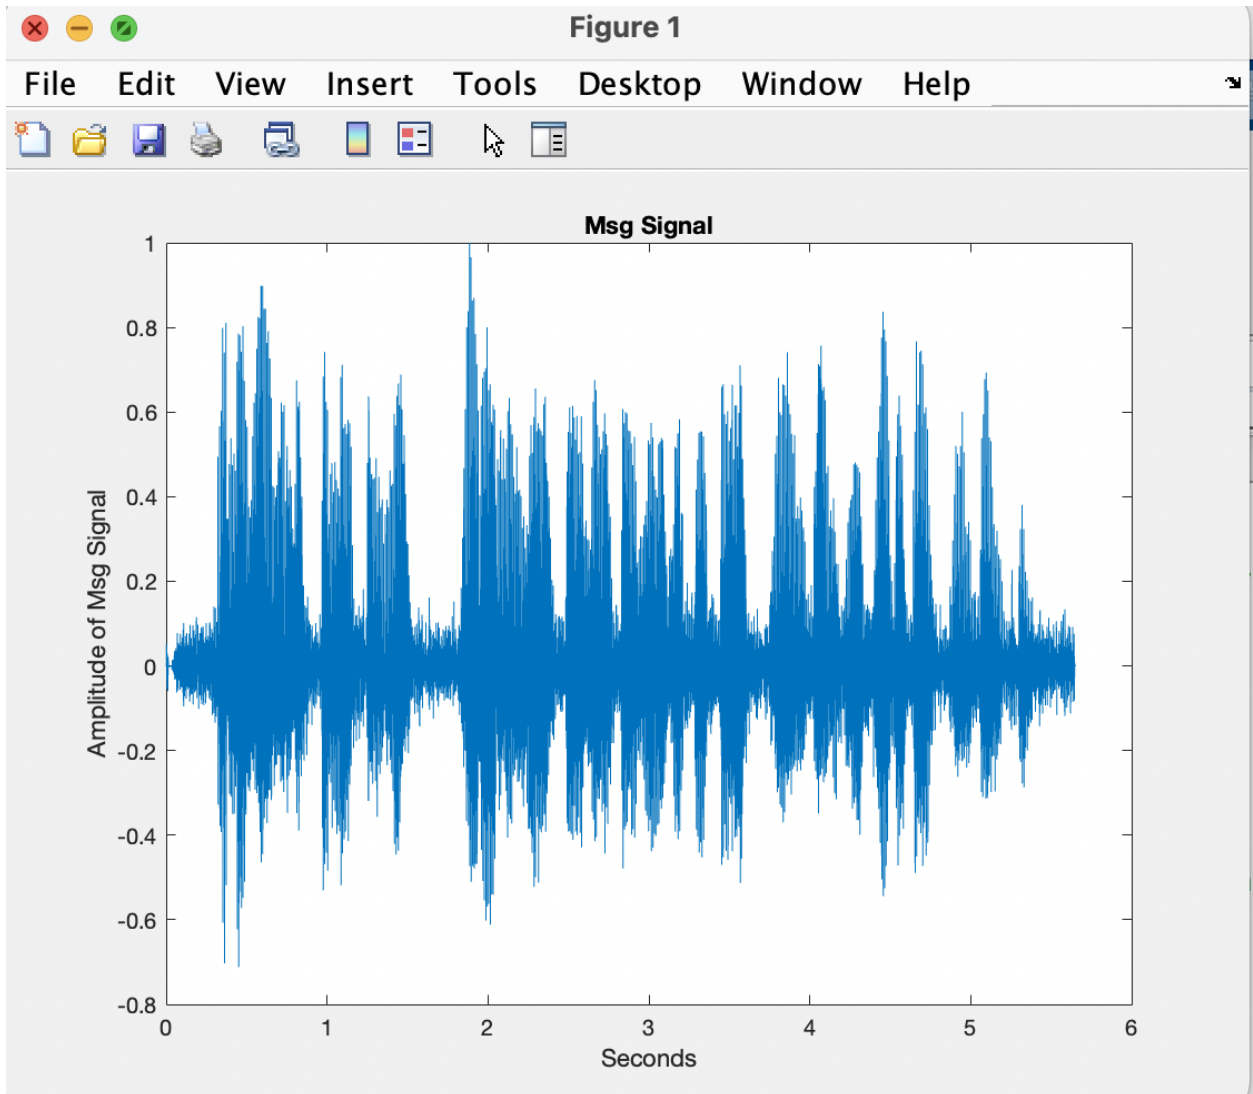 Figure 1
File Edit View Insert Tools Desktop Window Help
Msg Signal
1
0.8
0.6
0.4
0.2
0
-0.2
-0.4
-0.6
-0.8
Amplitude of Msg Signal
0 1 2 3 4 5 6
Seconds